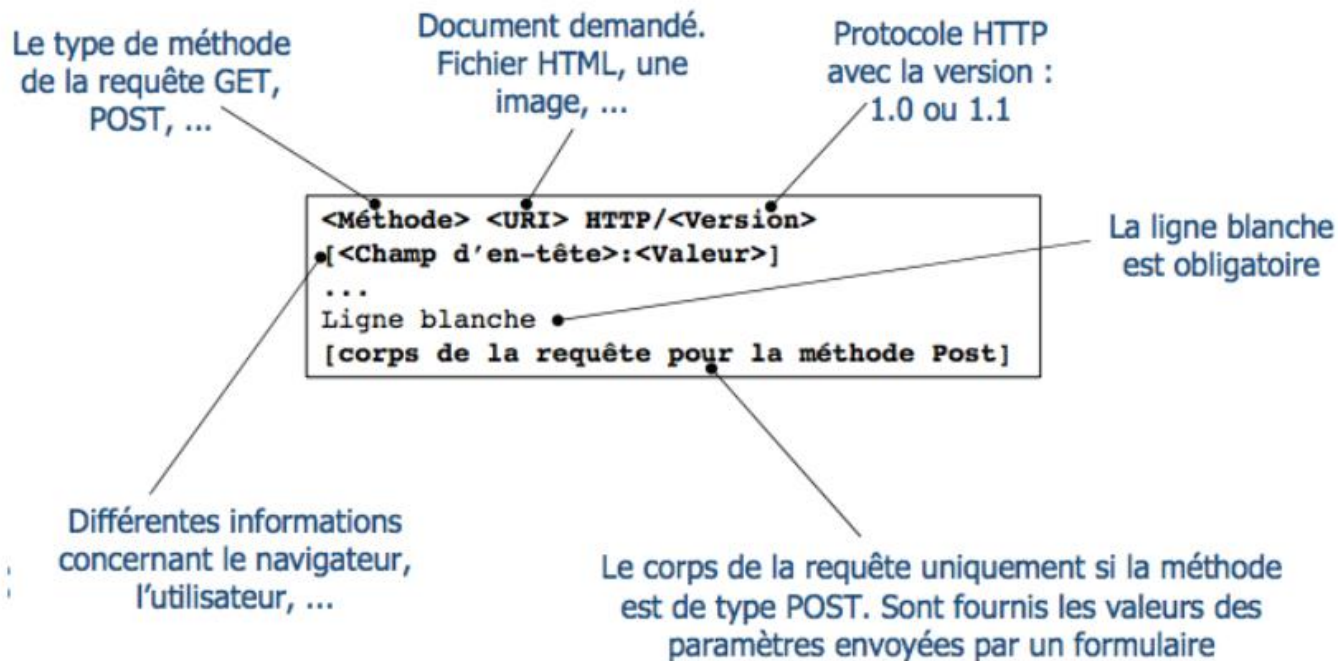 Le type de méthode
de la requête GET,
POST, ...
Document demandé.
Fichier HTML, une
image, ...
Protocole HTTP
avec la version :
1.0 ou 1.1
<Méthode> <URI> HTTP/<Version>
[<Champ d'en-tête>:<Valeur>]
...
Ligne blanche
[corps de la requête pour la méthode Post]
La ligne blanche
est obligatoire
Différentes informations
concernant le navigateur,
l'utilisateur, ...
Le corps de la requête uniquement si la méthode
est de type POST. Sont fournis les valeurs des
paramètres envoyées par un formulaire